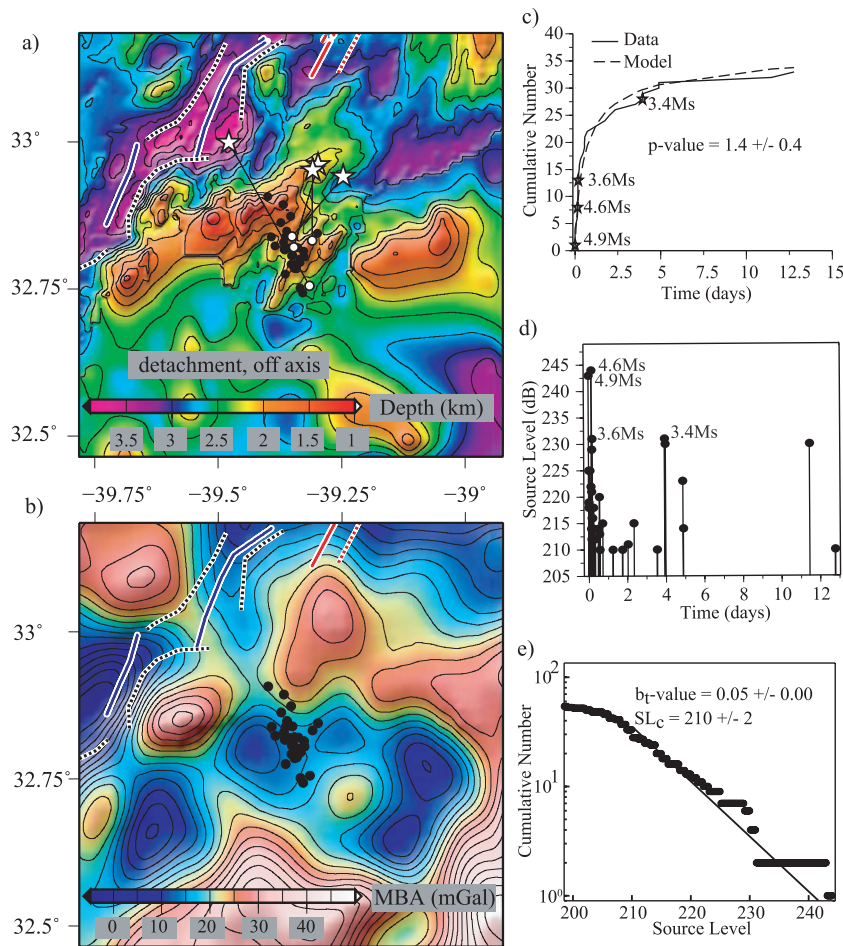 a)
33°
32.75°
32.5°
detachment, off axis
Depth (km)
3.5 3 2.5 2 1.5 1
−39.75° −39.5° −39.25° −39°
b)
33°
32.75°
32.5°
MBA (mGal)
0 10 20 30 40
c)
Cumulative Number
40
35
30
25
20
15
10
5
0
Data
Model
3.4Ms
p-value = 1.4 +/- 0.4
3.6Ms
4.6Ms
4.9Ms
0 2.5 5 7.5 10 12.5 15
Time (days)
d)
Source Level (dB)
245
240
235
230
225
220
215
210
205
4.6Ms
4.9Ms
3.6Ms
3.4Ms
0 2 4 6 8 10 12
Time (days)
e)
Cumulative Number
10²
10¹
10⁰
bt-value = 0.05 +/- 0.00
SLc = 210 +/- 2
200 210 220 230 240
Source Level